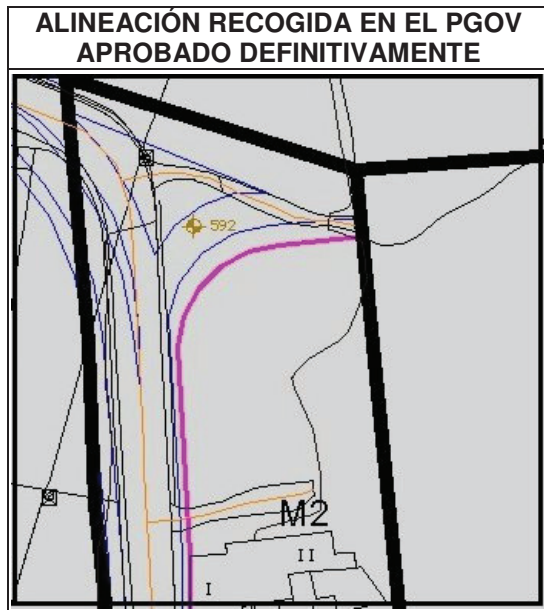 ALINEACIÓN RECOGIDA EN EL PGOV
APROBADO DEFINITIVAMENTE
592
M2
II
I